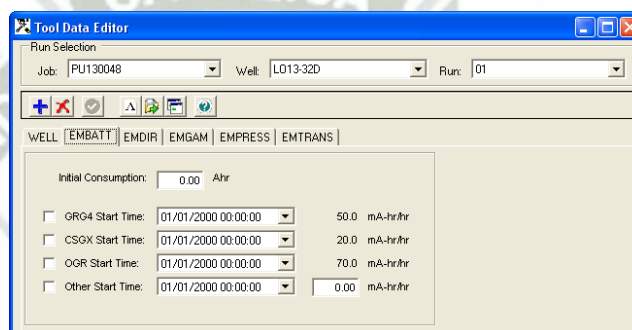 Tool Data Editor
Run Selection
Job: PU130048 Well: LO13-32D Run: 01
A
WELL EMBATT EMDIR EMGAM EMPRESS EMTRANS
Initial Consumption: 0.00 Ahr
GRG4 Start Time: 01/01/2000 00:00:00 50.0 mA-hr/hr
CSGX Start Time: 01/01/2000 00:00:00 20.0 mA-hr/hr
OGR Start Time: 01/01/2000 00:00:00 70.0 mA-hr/hr
Other Start Time: 01/01/2000 00:00:00 0.00 mA-hr/hr